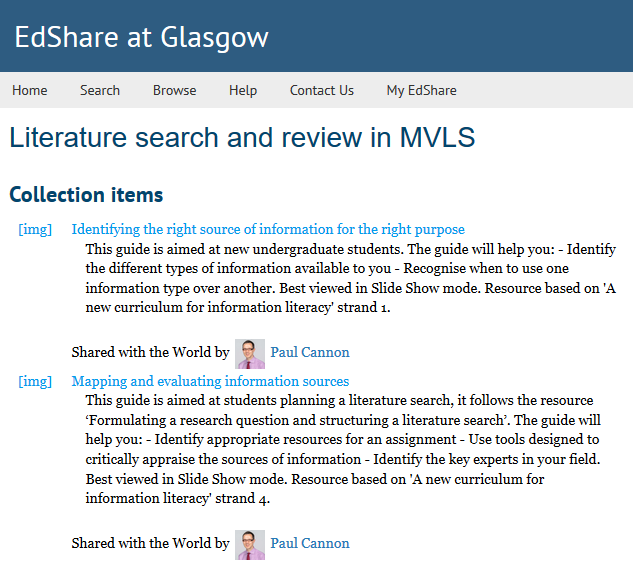 EdShare at Glasgow
Home Search Browse Help Contact Us My EdShare
Literature search and review in MVLS
Collection items
[img] Identifying the right source of information for the right purpose
This guide is aimed at new undergraduate students. The guide will help you: - Identify
the different types of information available to you - Recognise when to use one
information type over another. Best viewed in Slide Show mode. Resource based on 'A
new curriculum for information literacy' strand 1.
Shared with the World by Paul Cannon
[img] Mapping and evaluating information sources
This guide is aimed at students planning a literature search, it follows the resource
‘Formulating a research question and structuring a literature search’. The guide will
help you: - Identify appropriate resources for an assignment - Use tools designed to
critically appraise the sources of information - Identify the key experts in your field.
Best viewed in Slide Show mode. Resource based on 'A new curriculum for
information literacy' strand 4.
Shared with the World by Paul Cannon